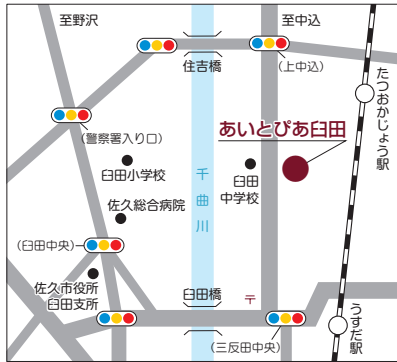 至野沢
至中込
住吉橋
(上中込)
たつおかじょう駅
(警察署入り口)
あいとぴあ臼田
臼田小学校
臼田
中学校
千曲川
佐久総合病院
(臼田中央)
佐久市役所
臼田支所
臼田橋
〒
(三反田中央)
うすだ駅